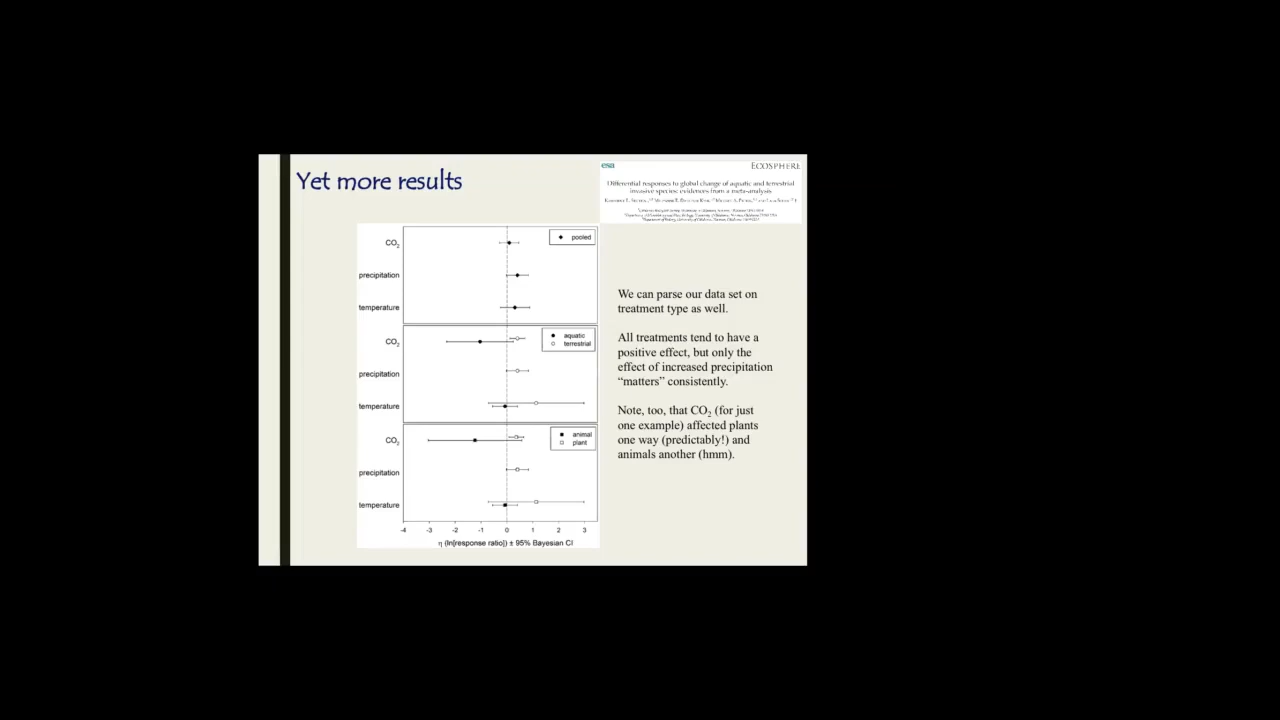 Yet more results
esa
ECOSPHERE
Differential responses to global change of aquatic and terrestrial
invasive species: evidences from a meta-analysis
pooled
CO2
precipitation
temperature
aquatic
terrestrial
CO2
precipitation
temperature
animal
plant
CO2
precipitation
temperature
-4 -3 -2 -1 0 1 2 3
η (ln[response ratio]) ± 95% Bayesian CI
We can parse our data set on
treatment type as well.
All treatments tend to have a
positive effect, but only the
effect of increased precipitation
“matters” consistently.
Note, too, that CO2 (for just
one example) affected plants
one way (predictably!) and
animals another (hmm).